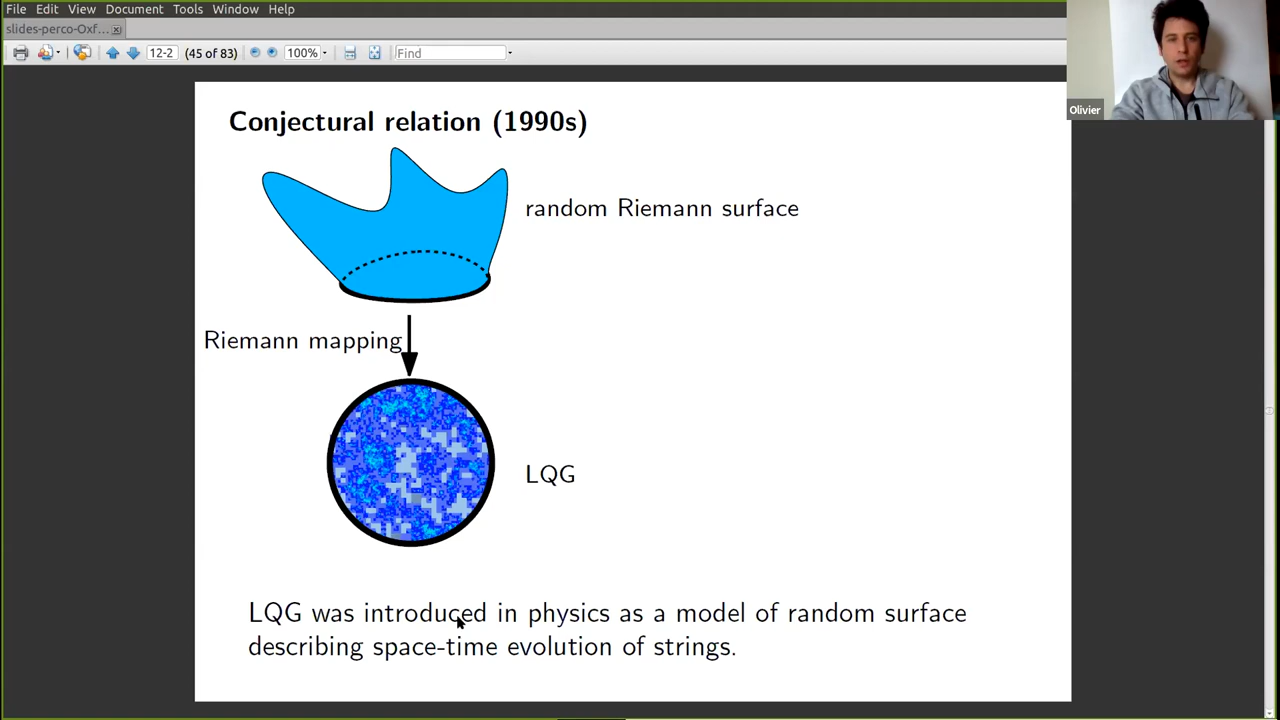 File Edit View Document Tools Window Help
slides-perco-Oxf...
12-2 (45 of 83) 100% Find
Olivier
Conjectural relation (1990s)
random Riemann surface
Riemann mapping
LQG
LQG was introduced in physics as a model of random surface
describing space-time evolution of strings.